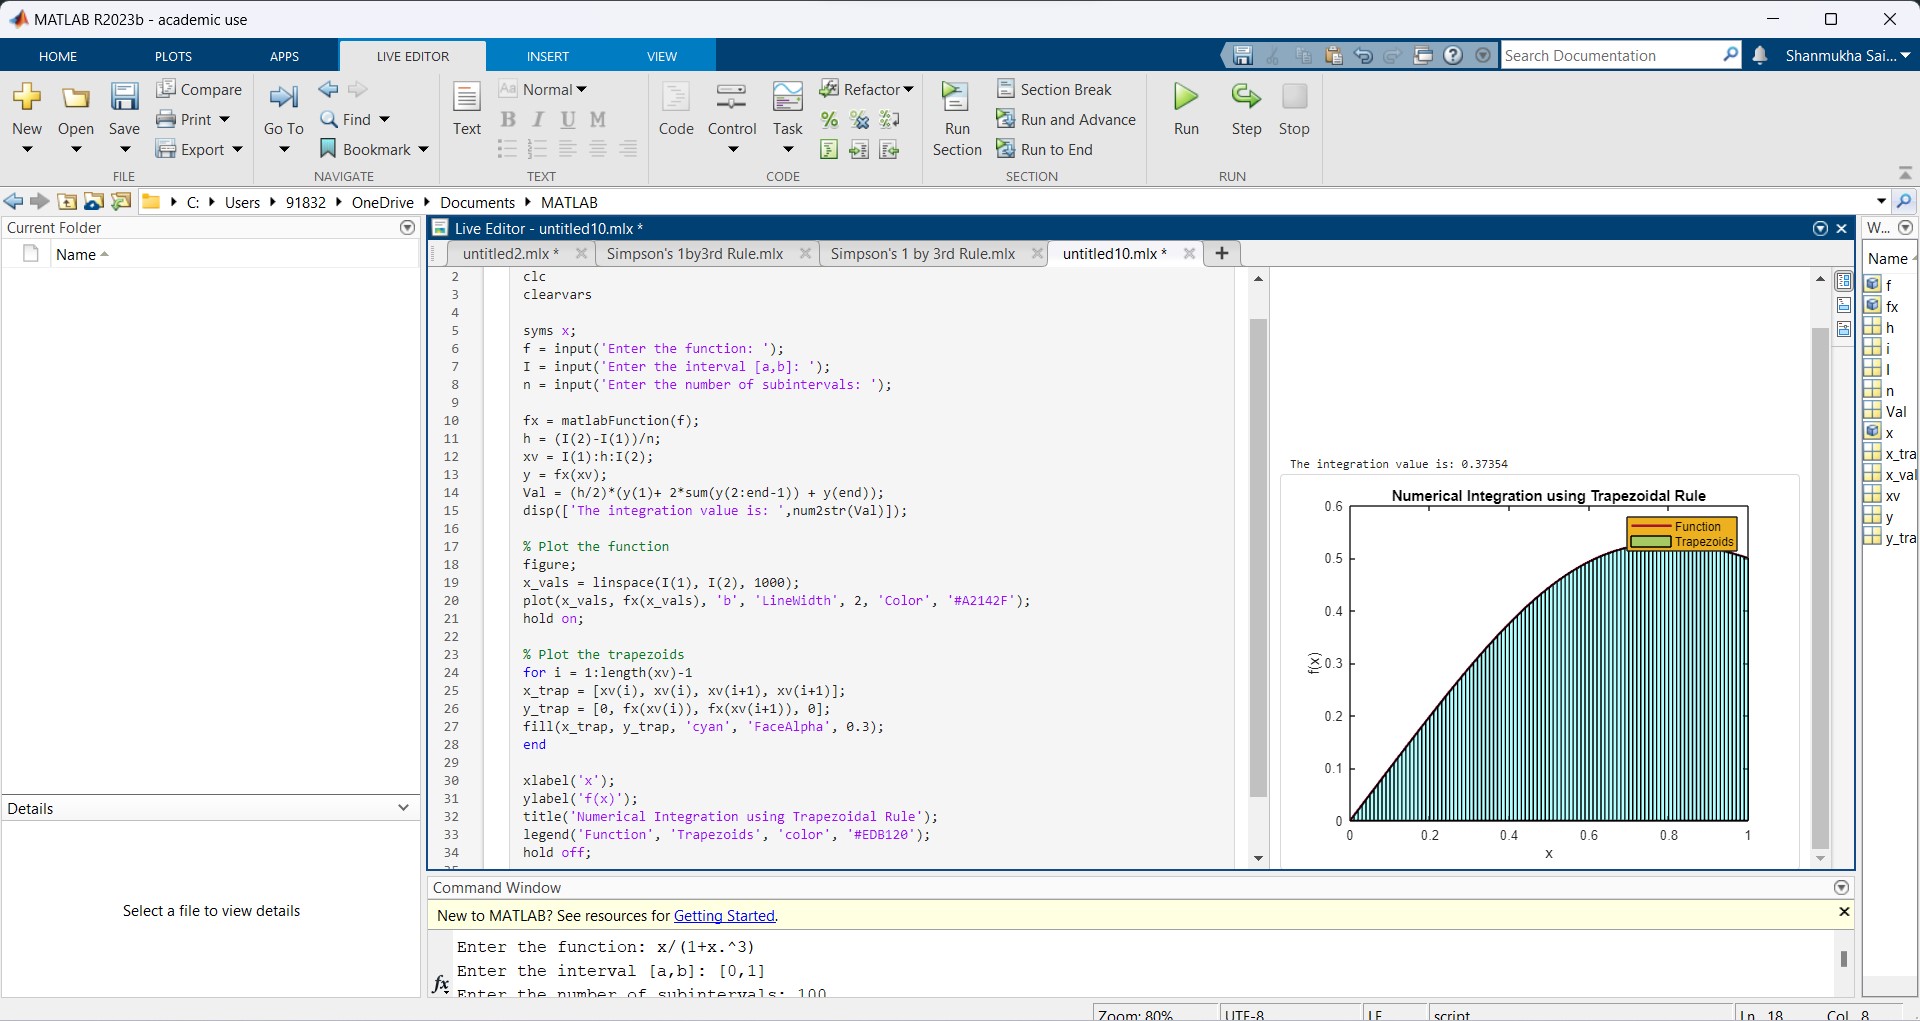 MATLAB R2023b - academic use
HOME PLOTS APPS LIVE EDITOR INSERT VIEW
Search Documentation
Shanmukha Sai...
New
Open
Save
Compare
Print
Export
FILE
Go To
Find
Bookmark
NAVIGATE
Text
Aa Normal
B I U M
TEXT
Code
Control
Task
Refactor
CODE
Run Section
Section Break
Run and Advance
Run to End
SECTION
Run
Step
Stop
RUN
C: Users 91832 OneDrive Documents MATLAB
Current Folder
Name
Details
Select a file to view details
Live Editor - untitled10.mlx *
untitled2.mlx * Simpson's 1by3rd Rule.mlx Simpson's 1 by 3rd Rule.mlx untitled10.mlx *
2 clc
3 clearvars
4
5 syms x;
6 f = input('Enter the function: ');
7 I = input('Enter the interval [a,b]: ');
8 n = input('Enter the number of subintervals: ');
9
10 fx = matlabFunction(f);
11 h = (I(2)-I(1))/n;
12 xv = I(1):h:I(2);
13 y = fx(xv);
14 Val = (h/2)*(y(1)+ 2*sum(y(2:end-1)) + y(end));
15 disp(['The integration value is: ',num2str(Val)]);
16
17 % Plot the function
18 figure;
19 x_vals = linspace(I(1), I(2), 1000);
20 plot(x_vals, fx(x_vals), 'b', 'LineWidth', 2, 'Color', '#A2142F');
21 hold on;
22
23 % Plot the trapezoids
24 for i = 1:length(xv)-1
25 x_trap = [xv(i), xv(i), xv(i+1), xv(i+1)];
26 y_trap = [0, fx(xv(i)), fx(xv(i+1)), 0];
27 fill(x_trap, y_trap, 'cyan', 'FaceAlpha', 0.3);
28 end
29
30 xlabel('x');
31 ylabel('f(x)');
32 title('Numerical Integration using Trapezoidal Rule');
33 legend('Function', 'Trapezoids', 'color', '#EDB120');
34 hold off;
The integration value is: 0.37354
Numerical Integration using Trapezoidal Rule
Function
Trapezoids
0.6
0.5
0.4
0.3
0.2
0.1
0
f(x)
0 0.2 0.4 0.6 0.8 1
x
W...
Name
f
fx
h
i
I
n
Val
x
x_tra
x_val
xv
y
y_tra
Command Window
New to MATLAB? See resources for Getting Started.
Enter the function: x/(1+x.^3)
Enter the interval [a,b]: [0,1]
fx Enter the number of subintervals: 100
Zoom: 80% UTF-8 LF script Ln 18 Col 8